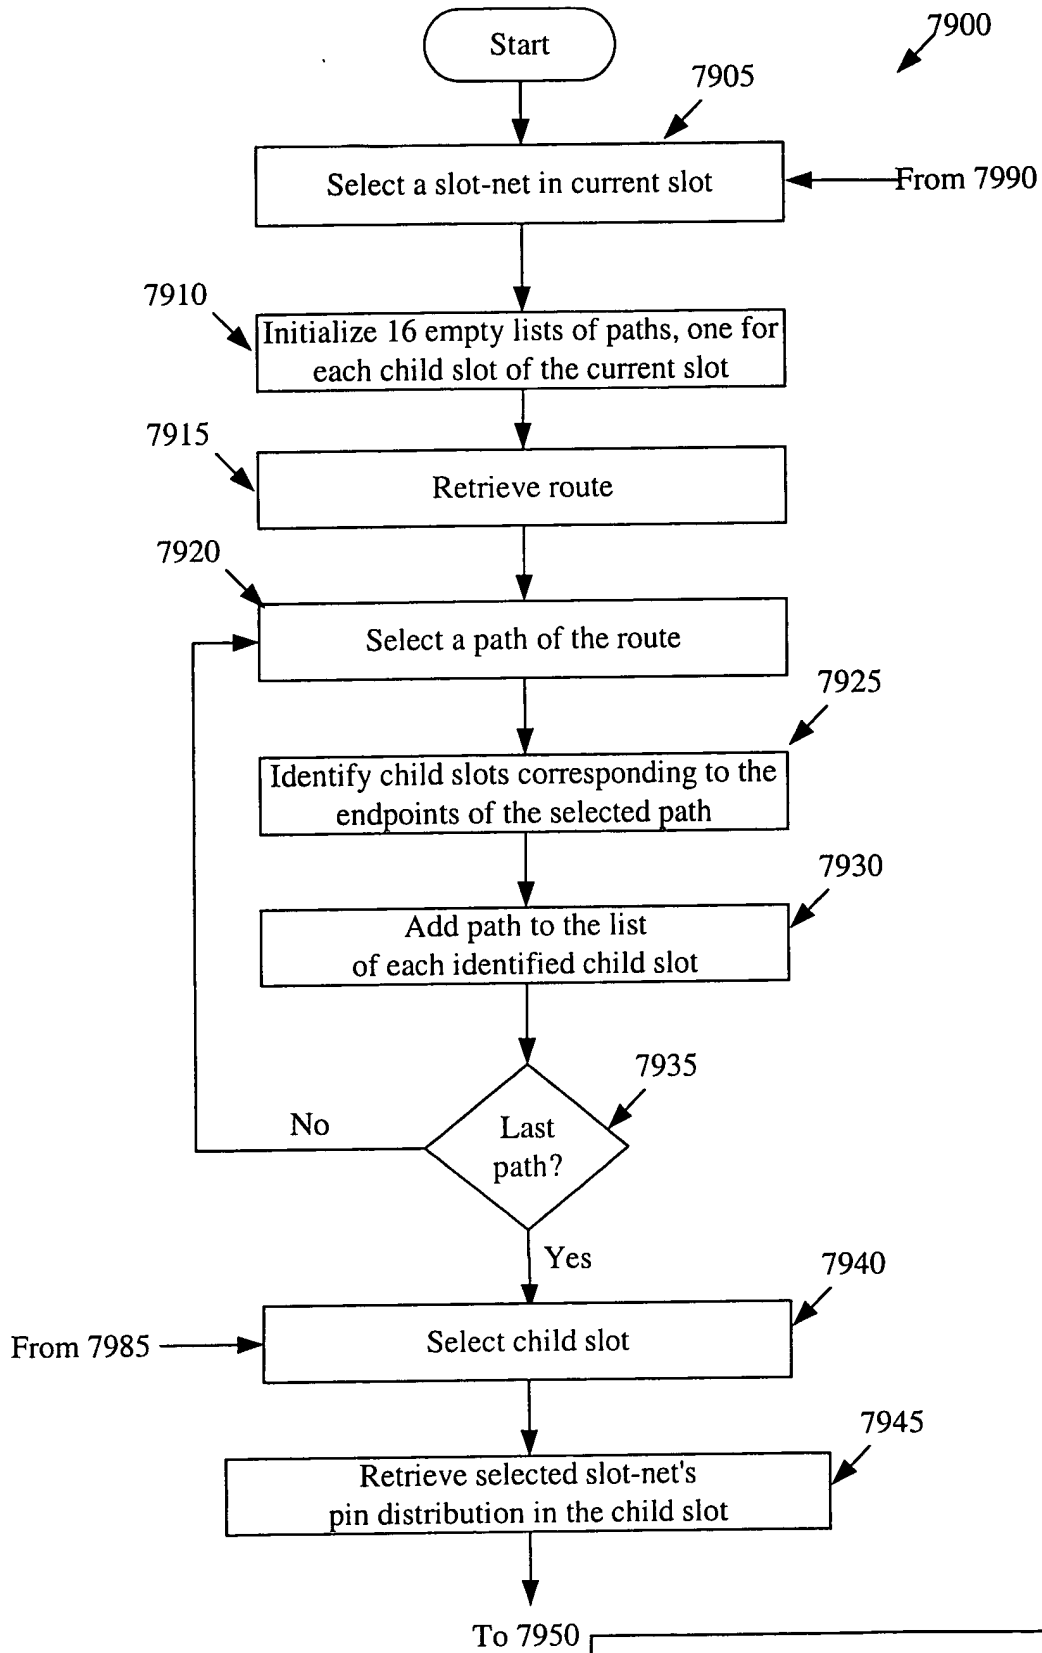 Start
7900
7905
Select a slot-net in current slot
From 7990
7910
Initialize 16 empty lists of paths, one for
each child slot of the current slot
7915
Retrieve route
7920
Select a path of the route
7925
Identify child slots corresponding to the
endpoints of the selected path
7930
Add path to the list
of each identified child slot
7935
Last
path?
No
Yes
7940
From 7985
Select child slot
7945
Retrieve selected slot-net's
pin distribution in the child slot
To 7950